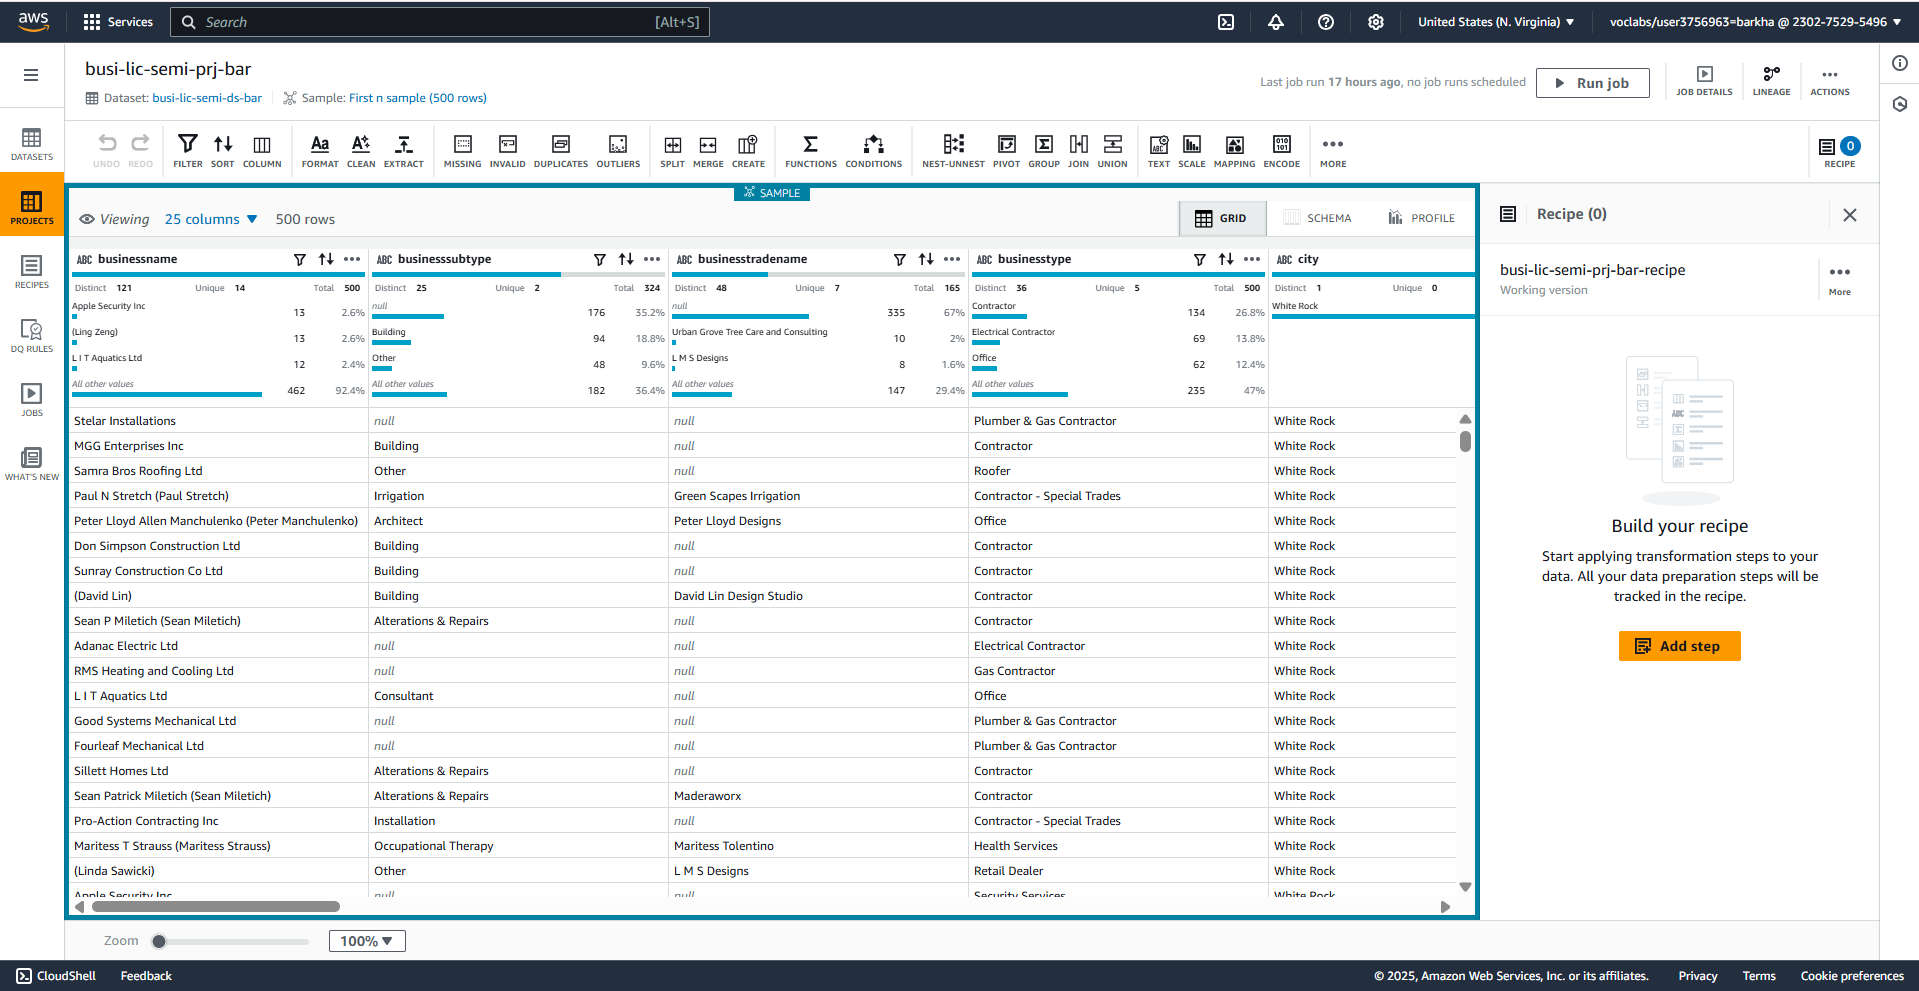 aws
Services
Search
[Alt+S]
United States (N. Virginia)
voclabs/user3756963=barkha @ 2302-7529-5496
busi-lic-semi-prj-bar
Dataset: busi-lic-semi-ds-bar
Sample: First n sample (500 rows)
Last job run 17 hours ago, no job runs scheduled
Run job
JOB DETAILS
LINEAGE
ACTIONS
DATASETS
PROJECTS
RECIPES
DQ RULES
JOBS
WHAT'S NEW
UNDO REDO FILTER SORT COLUMN FORMAT CLEAN EXTRACT MISSING INVALID DUPLICATES OUTLIERS SPLIT MERGE CREATE FUNCTIONS CONDITIONS NEST-UNNEST PIVOT GROUP JOIN UNION TEXT SCALE MAPPING ENCODE MORE
0
RECIPE
SAMPLE
Viewing 25 columns 500 rows
GRID
SCHEMA
PROFILE
ABC businessname ABC businesssubtype ABC businesstradename ABC businesstype ABC city
Distinct 121 Unique 14 Total 500 Distinct 25 Unique 2 Total 324 Distinct 48 Unique 7 Total 165 Distinct 36 Unique 5 Total 500 Distinct 1 Unique 0
Apple Security Inc 13 2.6% null 176 35.2% null 335 67% Contractor 134 26.8% White Rock
(Ling Zeng) 13 2.6% Building 94 18.8% Urban Grove Tree Care and Consulting 10 2% Electrical Contractor 69 13.8%
L I T Aquatics Ltd 12 2.4% Other 48 9.6% L M S Designs 8 1.6% Office 62 12.4%
All other values 462 92.4% All other values 182 36.4% All other values 147 29.4% All other values 235 47%
Stelar Installations null null Plumber & Gas Contractor White Rock
MGG Enterprises Inc Building null Contractor White Rock
Samra Bros Roofing Ltd Other null Roofer White Rock
Paul N Stretch (Paul Stretch) Irrigation Green Scapes Irrigation Contractor - Special Trades White Rock
Peter Lloyd Allen Manchulenko (Peter Manchulenko) Architect Peter Lloyd Designs Office White Rock
Don Simpson Construction Ltd Building null Contractor White Rock
Sunray Construction Co Ltd Building null Contractor White Rock
(David Lin) Building David Lin Design Studio Contractor White Rock
Sean P Miletich (Sean Miletich) Alterations & Repairs null Contractor White Rock
Adanac Electric Ltd null null Electrical Contractor White Rock
RMS Heating and Cooling Ltd null null Gas Contractor White Rock
L I T Aquatics Ltd Consultant null Office White Rock
Good Systems Mechanical Ltd null null Plumber & Gas Contractor White Rock
Fourleaf Mechanical Ltd null null Plumber & Gas Contractor White Rock
Sillett Homes Ltd Alterations & Repairs null Contractor White Rock
Sean Patrick Miletich (Sean Miletich) Alterations & Repairs Maderaworx Contractor White Rock
Pro-Action Contracting Inc Installation null Contractor - Special Trades White Rock
Maritess T Strauss (Maritess Strauss) Occupational Therapy Maritess Tolentino Health Services White Rock
(Linda Sawicki) Other L M S Designs Retail Dealer White Rock
Apple Security Inc null null Security Services White Rock
Recipe (0)
busi-lic-semi-prj-bar-recipe
Working version
More
Build your recipe
Start applying transformation steps to your
data. All your data preparation steps will be
tracked in the recipe.
Add step
Zoom
100%
CloudShell
Feedback
© 2025, Amazon Web Services, Inc. or its affiliates.
Privacy
Terms
Cookie preferences